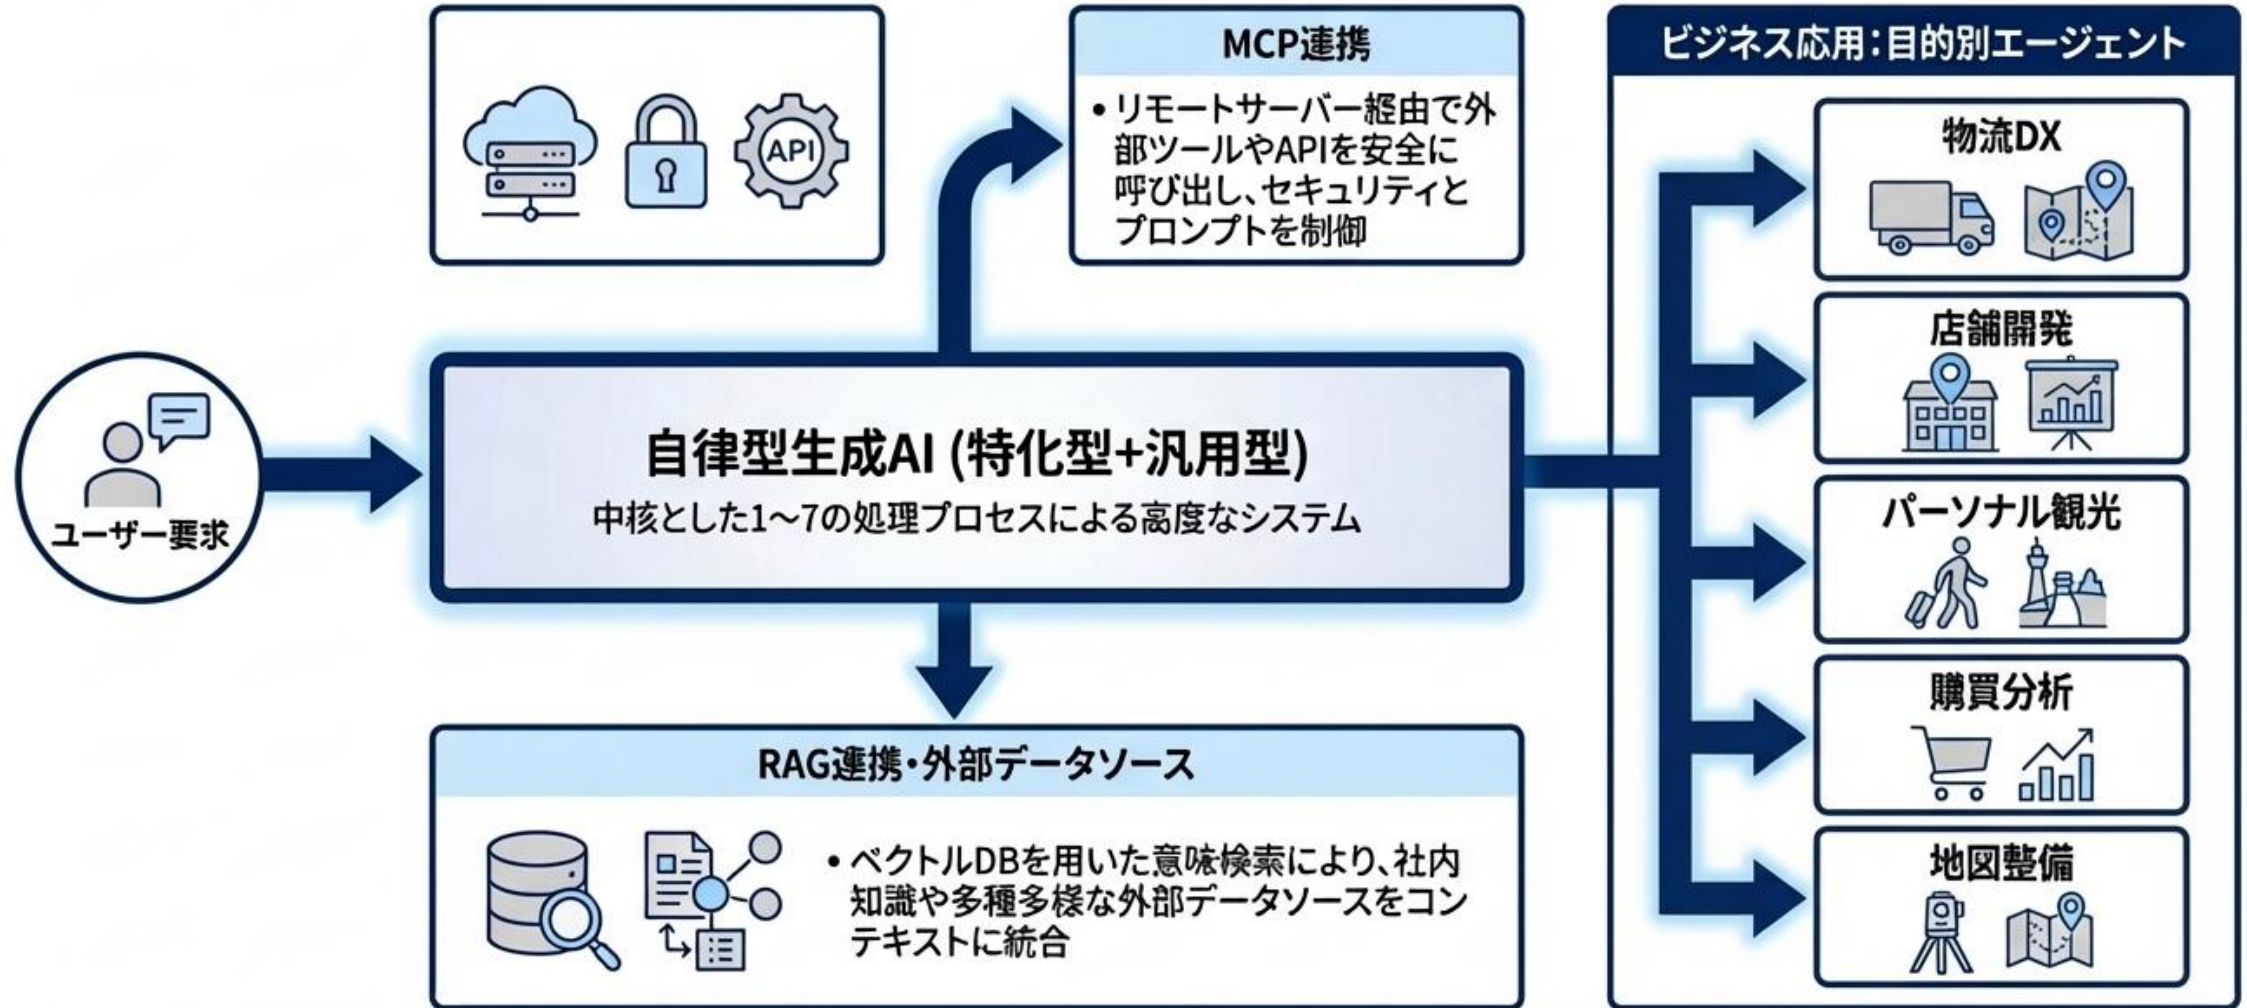 API
MCP連携
• リモートサーバー経由で外
部ツールやAPIを安全に
呼び出し、セキュリティと
プロンプトを制御
ユーザー要求
自律型生成AI (特化型+汎用型)
中核とした1〜7の処理プロセスによる高度なシステム
RAG連携・外部データソース
• ベクトルDBを用いた意味検索により、社内
知識や多種多様な外部データソースをコン
テキストに統合
ビジネス応用：目的別エージェント
物流DX
店舗開発
パーソナル観光
購買分析
地図整備